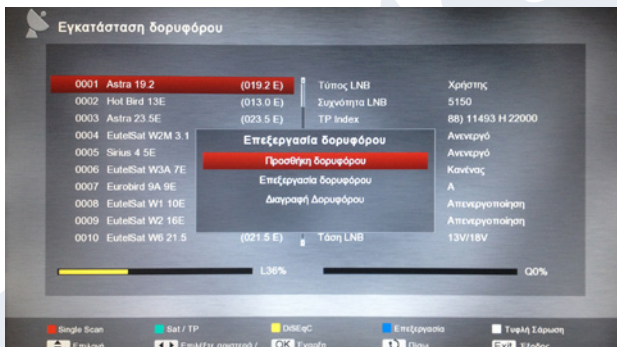 Εγκατάσταση δορυφόρου
0001 Astra 19.2 (019.2 E) Τύπος LNB Χρήστης
0002 Hot Bird 13E (013.0 E) Συχνότητα LNB 5150
0003 Astra 23.5E (023.5 E) TP Index 88) 11493 H 22000
0004 EutelSat W2M 3.1 Ανενεργό
Επεξεργασία δορυφόρου
0005 Sirius 4 5E Ανενεργό
Προσθήκη δορυφόρου
0006 EutelSat W3A 7E Κανένας
Επεξεργασία δορυφόρου
0007 Eurobird 9A 9E A
Διαγραφή Δορυφόρου
0008 EutelSat W1 10E Απενεργοποίηση
0009 EutelSat W2 16E Απενεργοποίηση
0010 EutelSat W6 21.5 (021.5 E) Τάση LNB 13V/18V
L36% Q0%
Single Scan Sat / TP DiSEqC Επεξεργασία Τυφλή Σάρωση
Επιλογή OK Exit Έξοδος